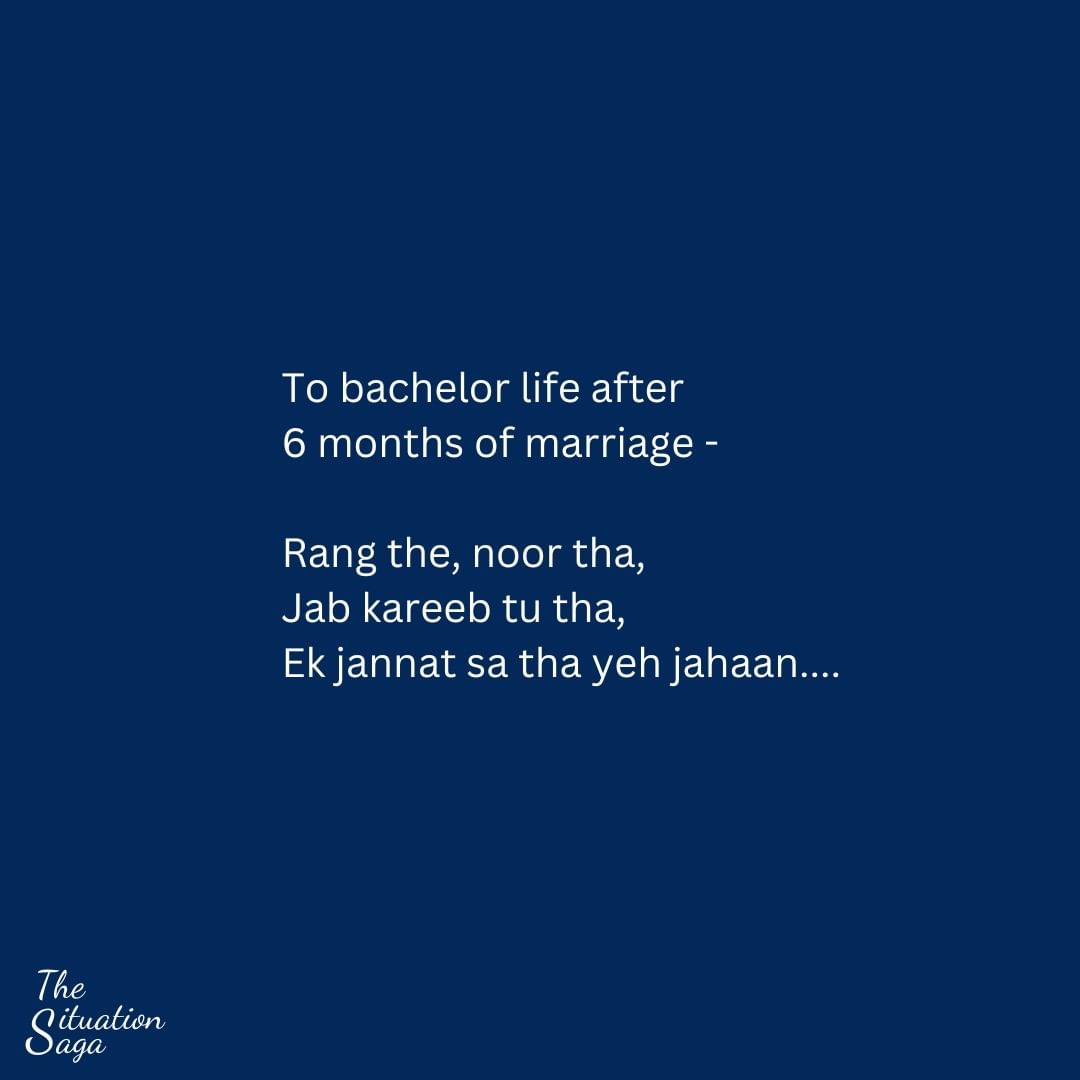 To bachelor life after
6 months of marriage -
Rang the, noor tha,
Jab kareeb tu tha,
Ek jannat sa tha yeh jahaan....
The
Situation
Saga